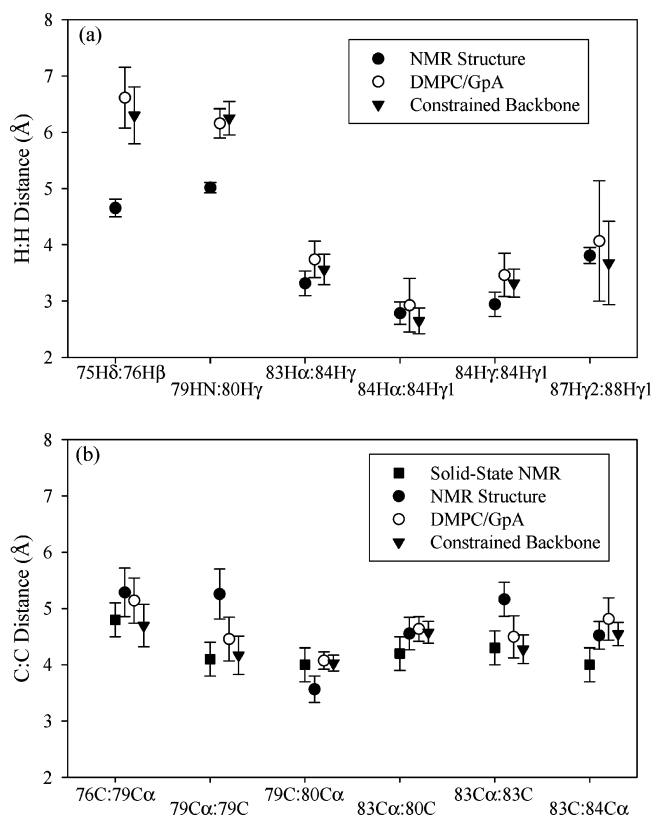 (a)
NMR Structure
DMPC/GpA
Constrained Backbone
H:H Distance (Å)
8
7
6
5
4
3
2
75Hδ:76Hβ
79HN:80Hγ
83Hα:84Hγ
84Hα:84Hγ1
84Hγ:84Hγ1
87Hγ2:88Hγ1
(b)
Solid-State NMR
NMR Structure
DMPC/GpA
Constrained Backbone
C:C Distance (Å)
8
7
6
5
4
3
2
76C:79Cα
79Cα:79C
79C:80Cα
83Cα:80C
83Cα:83C
83C:84Cα